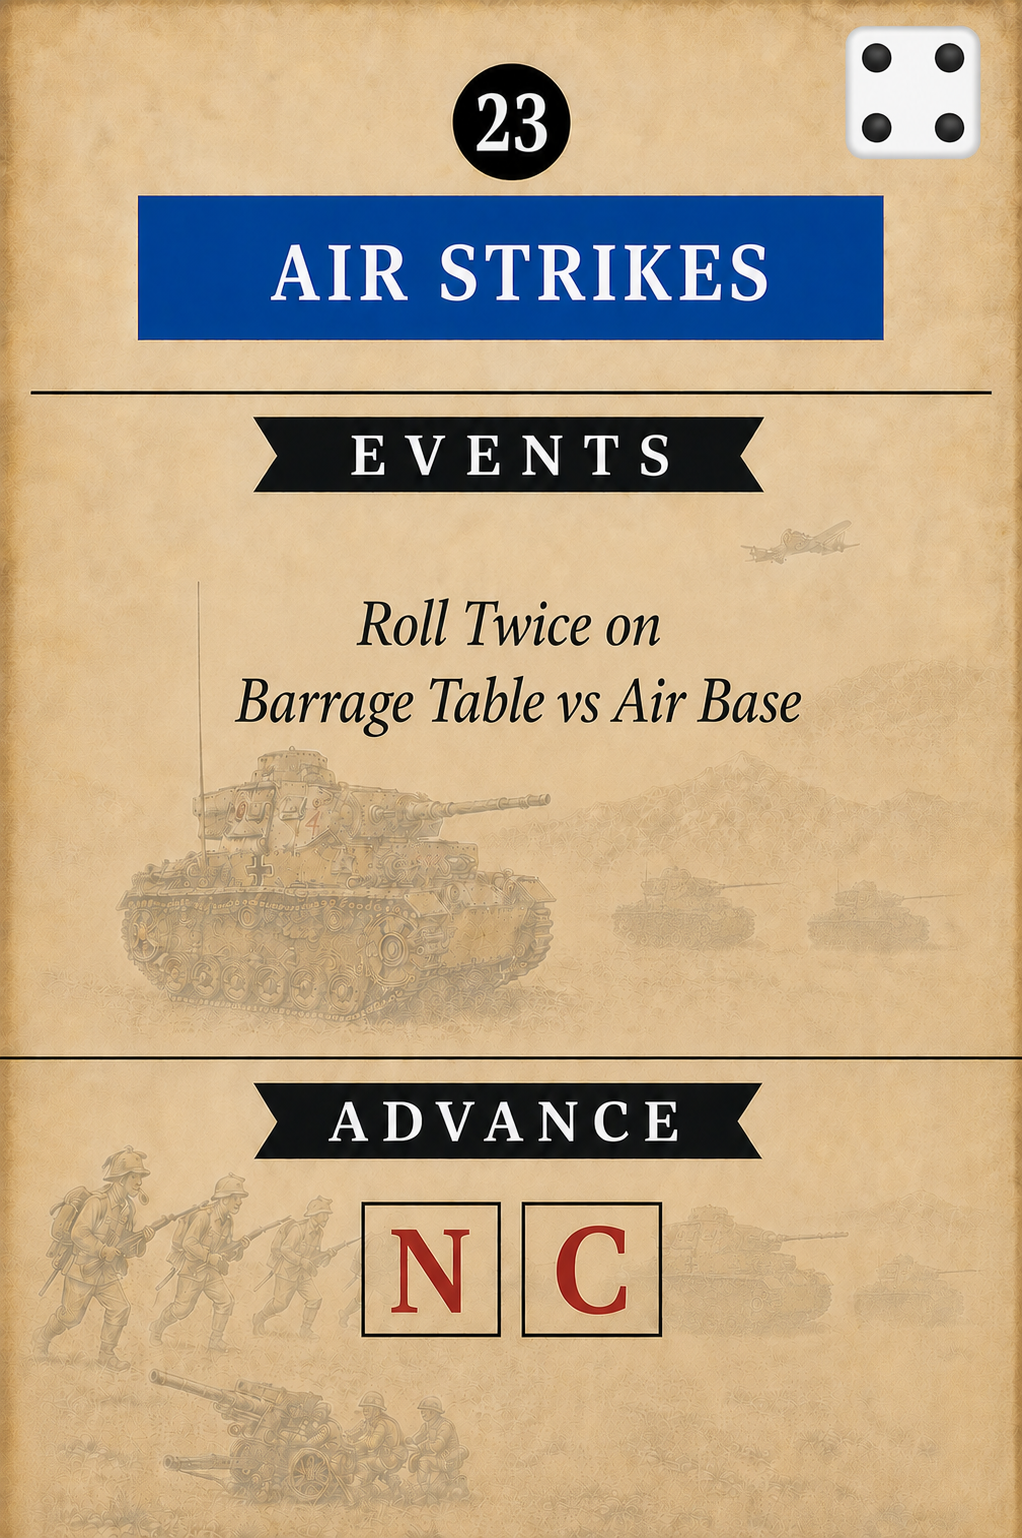 23
AIR STRIKES
EVENTS
Roll Twice on
Barrage Table vs Air Base
ADVANCE
N C